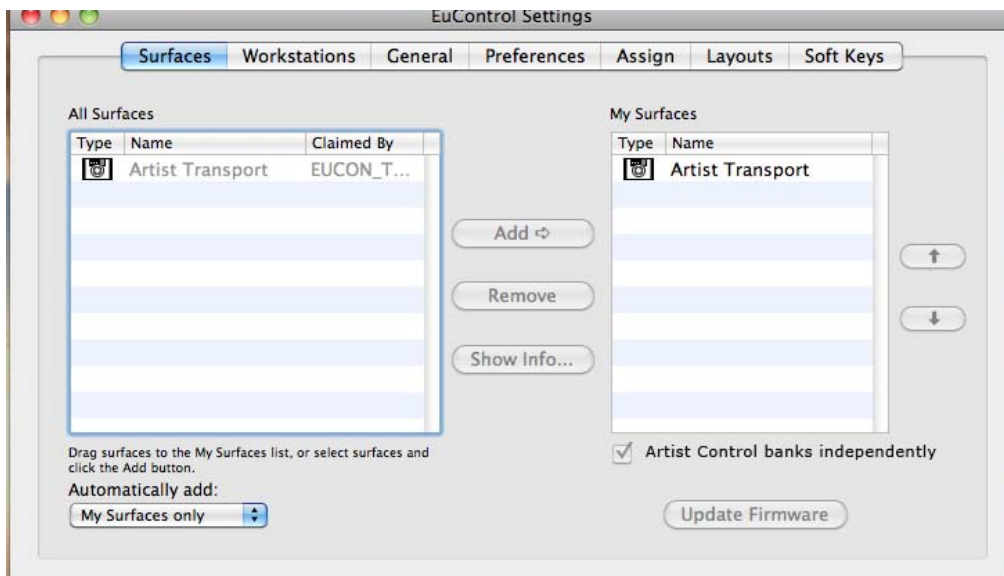 EuControl Settings
Surfaces Workstations General Preferences Assign Layouts Soft Keys
All Surfaces
Type Name Claimed By
Artist Transport EUCON_T...
Drag surfaces to the My Surfaces list, or select surfaces and
click the Add button.
Automatically add:
My Surfaces only
Add ➪
Remove
Show Info...
My Surfaces
Type Name
Artist Transport
Artist Control banks independently
Update Firmware